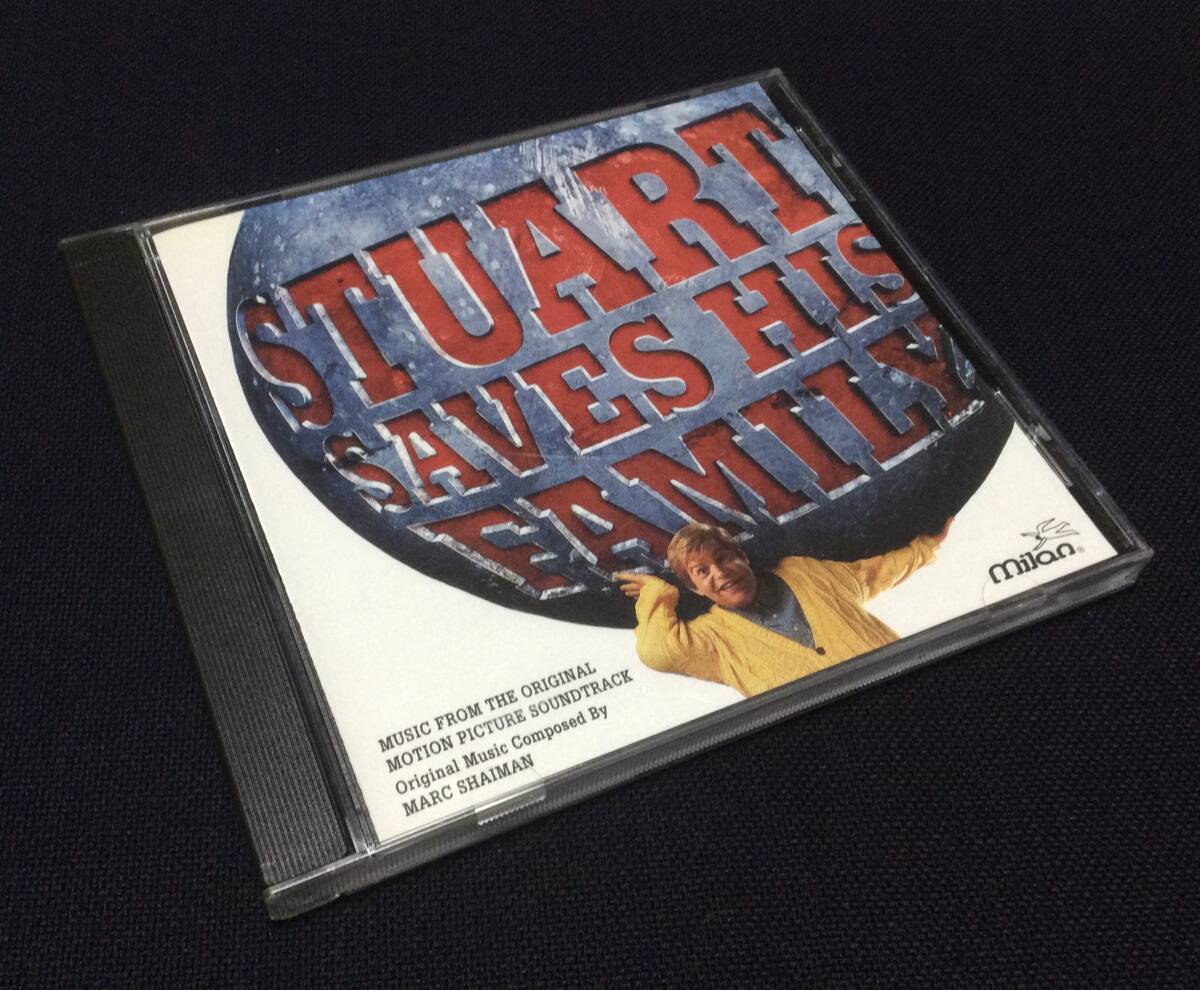 STUART
SAVES HIS
FAMILY
milan®
MUSIC FROM THE ORIGINAL
MOTION PICTURE SOUNDTRACK
Original Music Composed By
MARC SHAIMAN